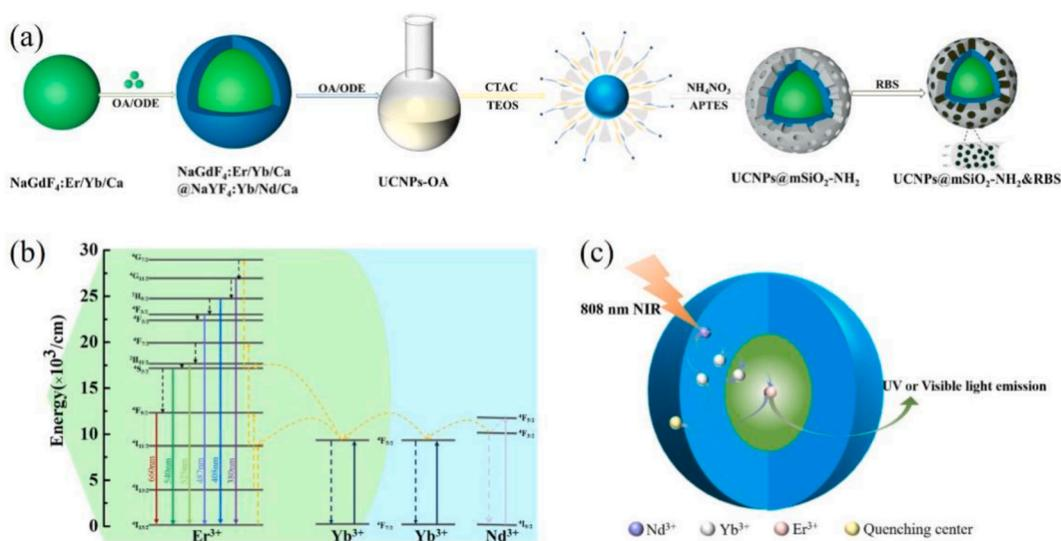 (a)
OA/ODE
OA/ODE
CTAC
TEOS
NH₄NO₃
APTES
RBS
NaGdF₄:Er/Yb/Ca
NaGdF₄:Er/Yb/Ca
@NaYF₄:Yb/Nd/Ca
UCNPs-OA
UCNPs@mSiO₂-NH₂
UCNPs@mSiO₂-NH₂&RBS
(b)
Energy(×10³/cm)
30
25
20
15
10
5
0
660nm
540nm
487nm
408nm
380nm
Er³⁺
Yb³⁺
Yb³⁺
Nd³⁺
(c)
808 nm NIR
UV or Visible light emission
Nd³⁺
Yb³⁺
Er³⁺
Quenching center